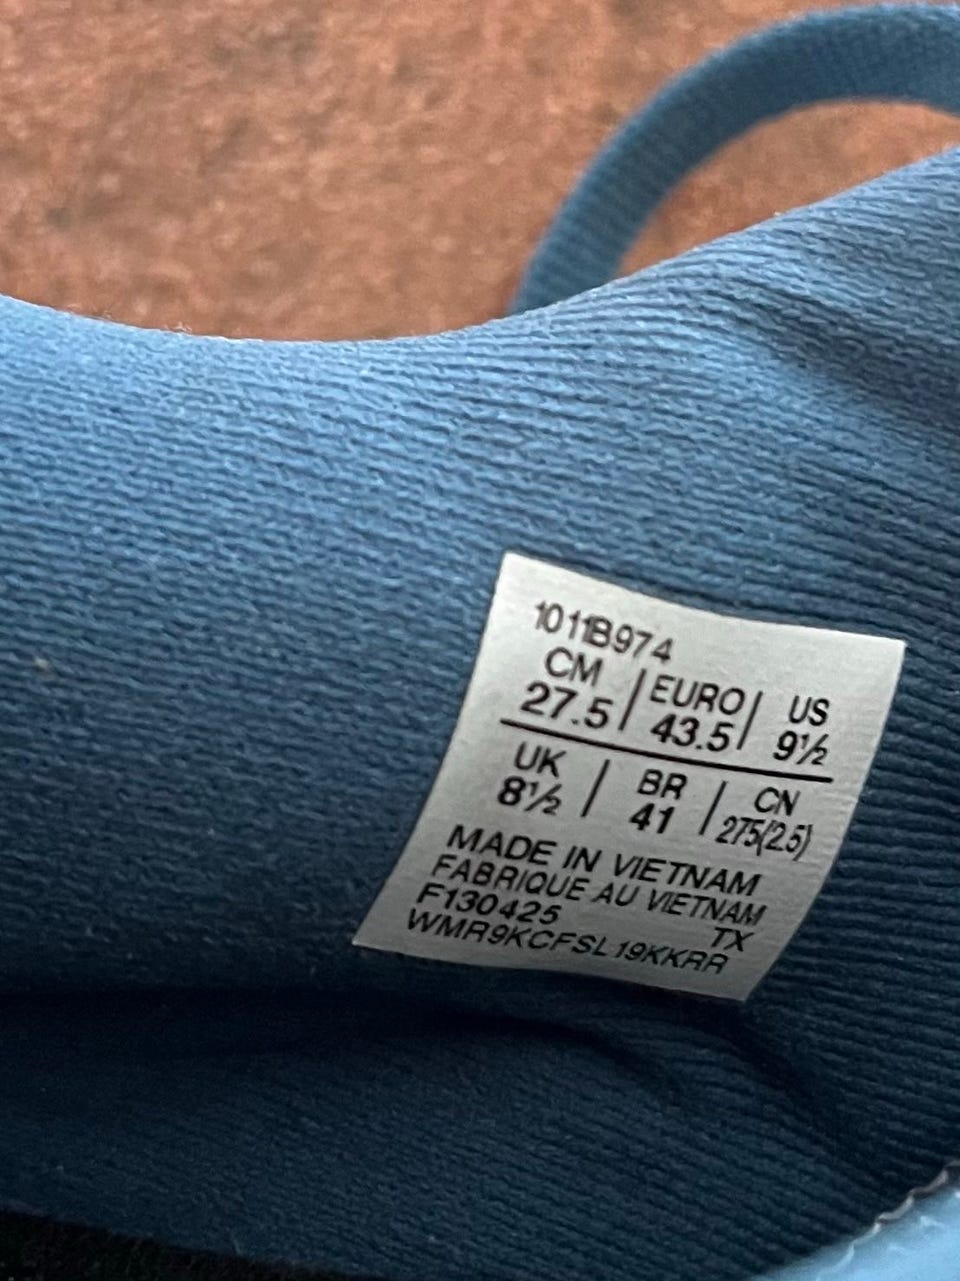 1011B974
CM | EURO | US
27.5 | 43.5 | 9½
UK | BR | CN
8½ | 41 | 275(2.5)
MADE IN VIETNAM
FABRIQUE AU VIETNAM
F130425 TX
WMR9KCFSL19KKRR